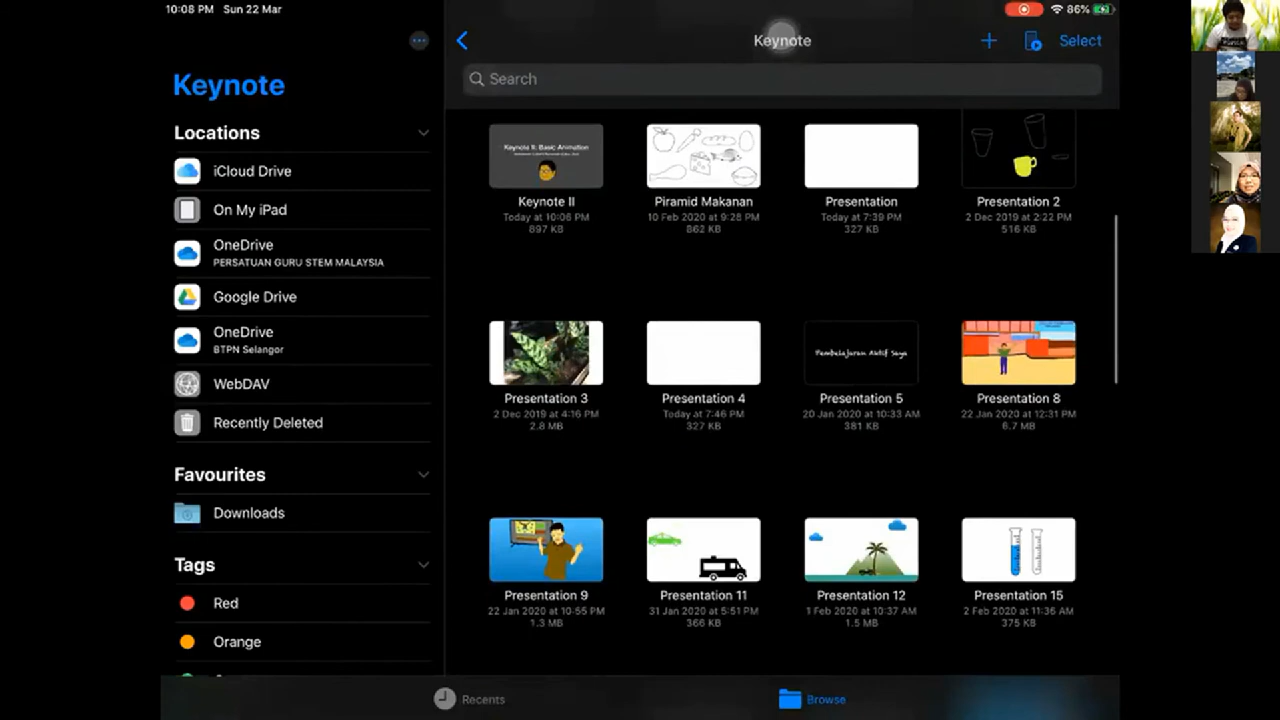 10:08 PM Sun 22 Mar
86%
Keynote
Select
Search
Keynote
Locations
iCloud Drive
On My iPad
OneDrive
PERSATUAN GURU STEM MALAYSIA
Google Drive
OneDrive
BTPN Selangor
WebDAV
Recently Deleted
Favourites
Downloads
Tags
Red
Orange
Keynote II: Basic Animation
Keynote II
Today at 10:06 PM
897 KB
Piramid Makanan
10 Feb 2020 at 9:28 PM
862 KB
Presentation
Today at 7:39 PM
327 KB
Presentation 2
2 Dec 2019 at 2:22 PM
516 KB
Presentation 3
2 Dec 2019 at 4:16 PM
2.8 MB
Presentation 4
Today at 7:46 PM
327 KB
Pembelajaran Aktif Saya
Presentation 5
20 Jan 2020 at 10:33 AM
381 KB
Presentation 8
22 Jan 2020 at 12:31 PM
6.7 MB
Presentation 9
22 Jan 2020 at 10:55 PM
1.3 MB
Presentation 11
31 Jan 2020 at 5:51 PM
366 KB
Presentation 12
1 Feb 2020 at 10:37 AM
1.5 MB
Presentation 15
2 Feb 2020 at 11:36 AM
375 KB
Recents
Browse